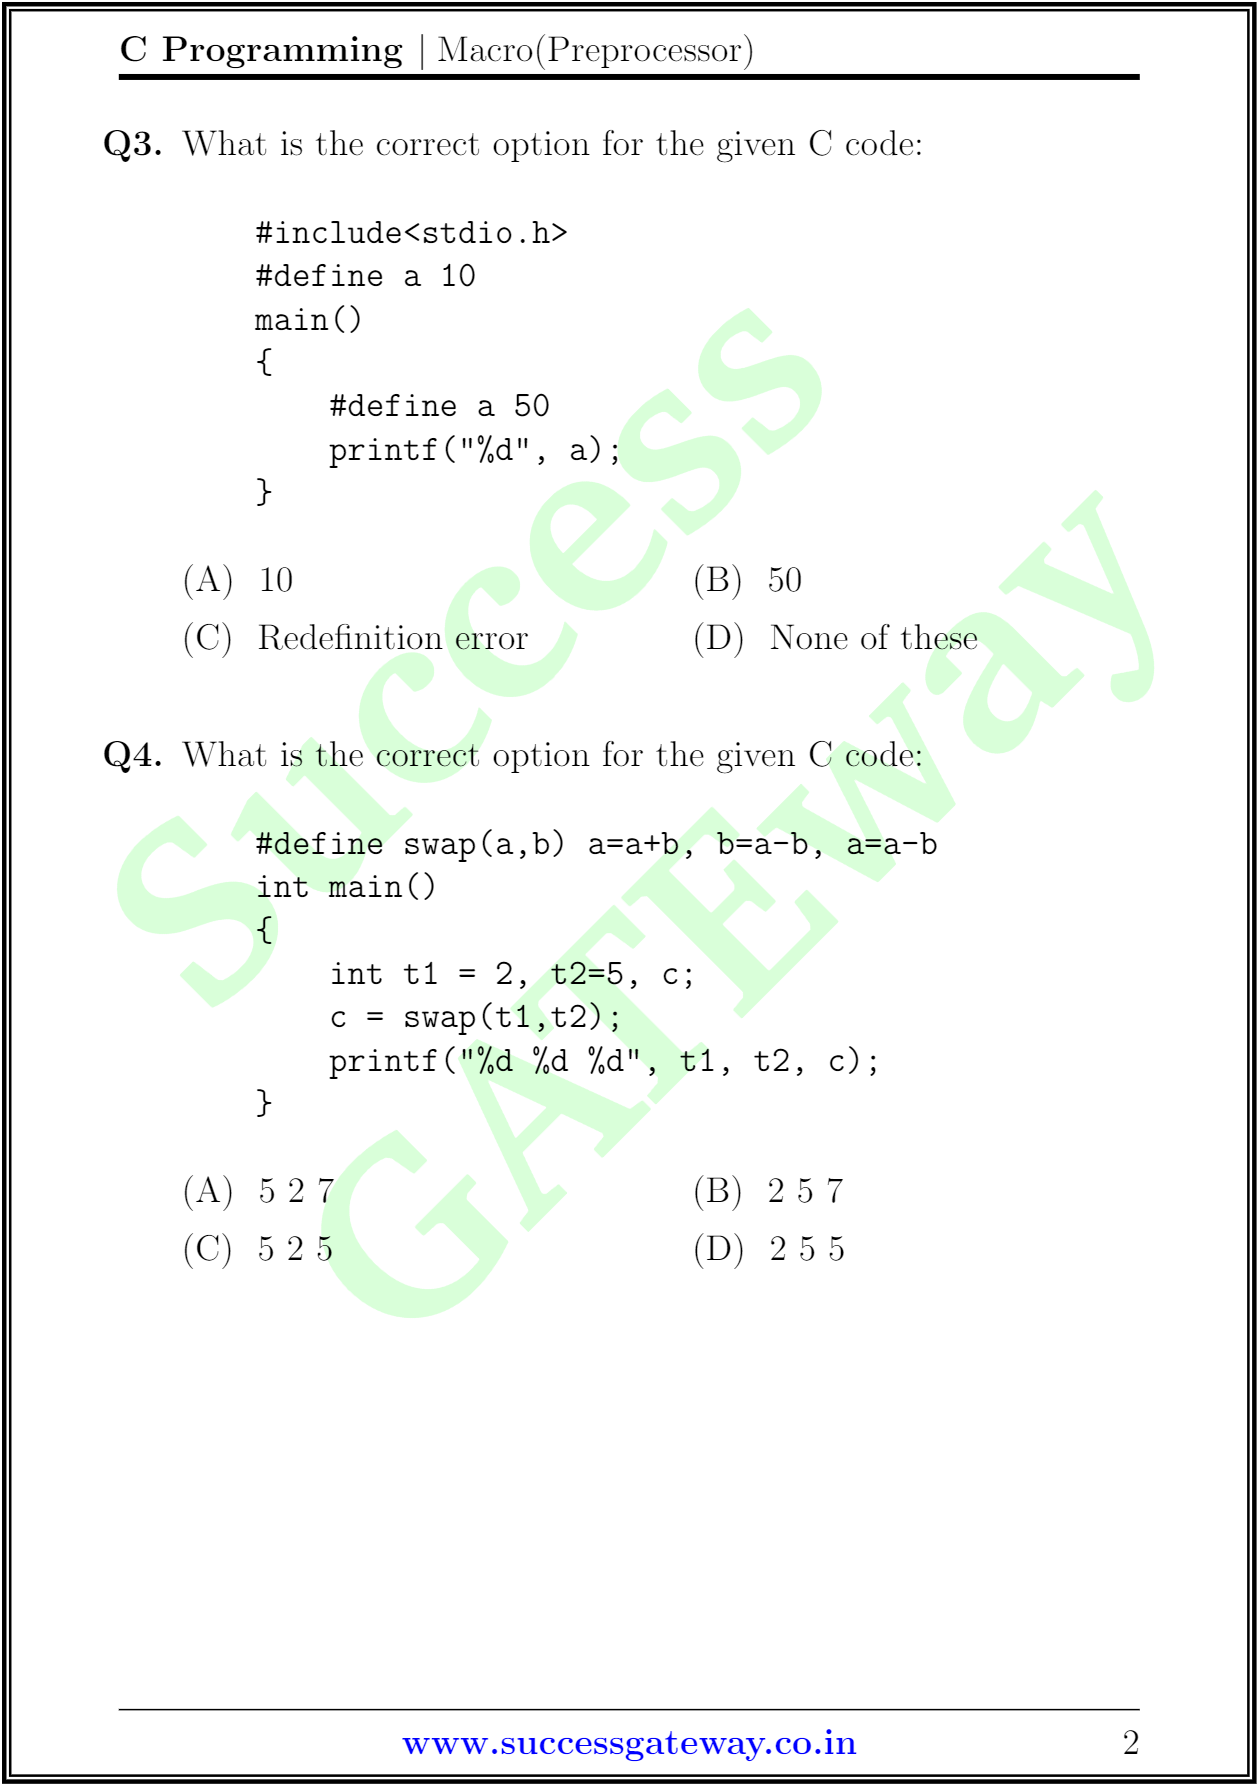 C Programming | Macro(Preprocessor)
Q3. What is the correct option for the given C code:
#include<stdio.h>
#define a 10
main()
{
    #define a 50
    printf("%d", a);
}
(A) 10 (B) 50
(C) Redefinition error (D) None of these
Q4. What is the correct option for the given C code:
#define swap(a,b) a=a+b, b=a-b, a=a-b
int main()
{
    int t1 = 2, t2=5, c;
    c = swap(t1,t2);
    printf("%d %d %d", t1, t2, c);
}
(A) 5 2 7 (B) 2 5 7
(C) 5 2 5 (D) 2 5 5
Success
GATEway
www.successgateway.co.in 2